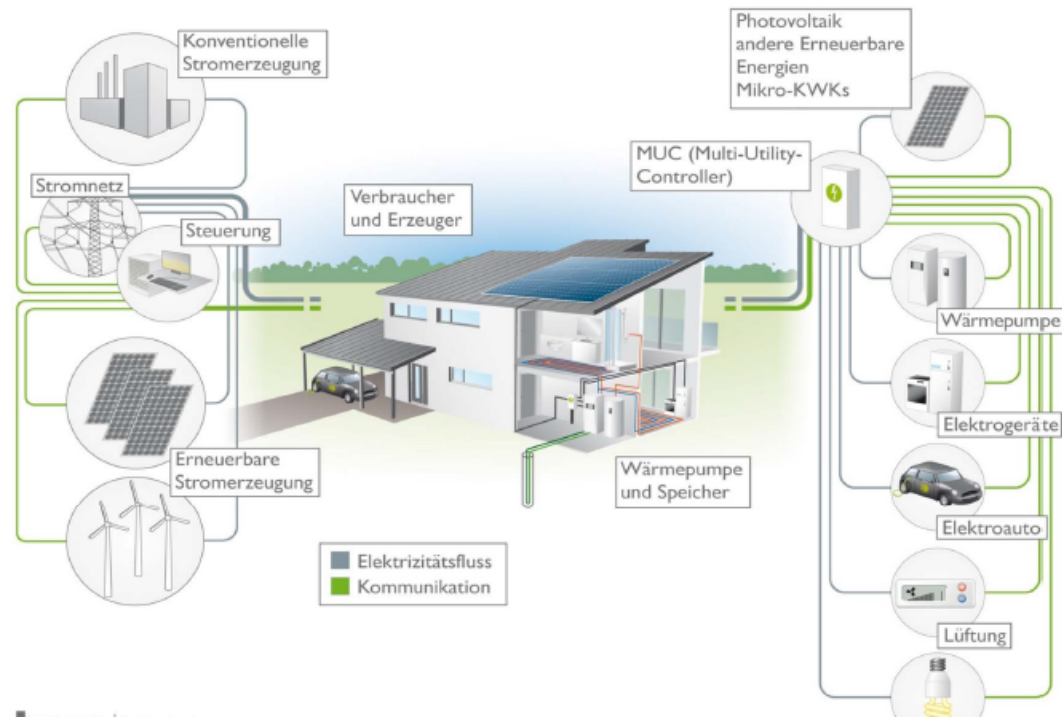 Konventionelle
Stromerzeugung
Stromnetz
Steuerung
Verbraucher
und Erzeuger
Erneuerbare
Stromerzeugung
Elektrizitätsfluss
Kommunikation
Wärmepumpe
und Speicher
Photovoltaik
andere Erneuerbare
Energien
Mikro-KWKs
MUC (Multi-Utility-
Controller)
Wärmepumpe
Elektrogeräte
Elektroauto
Lüftung